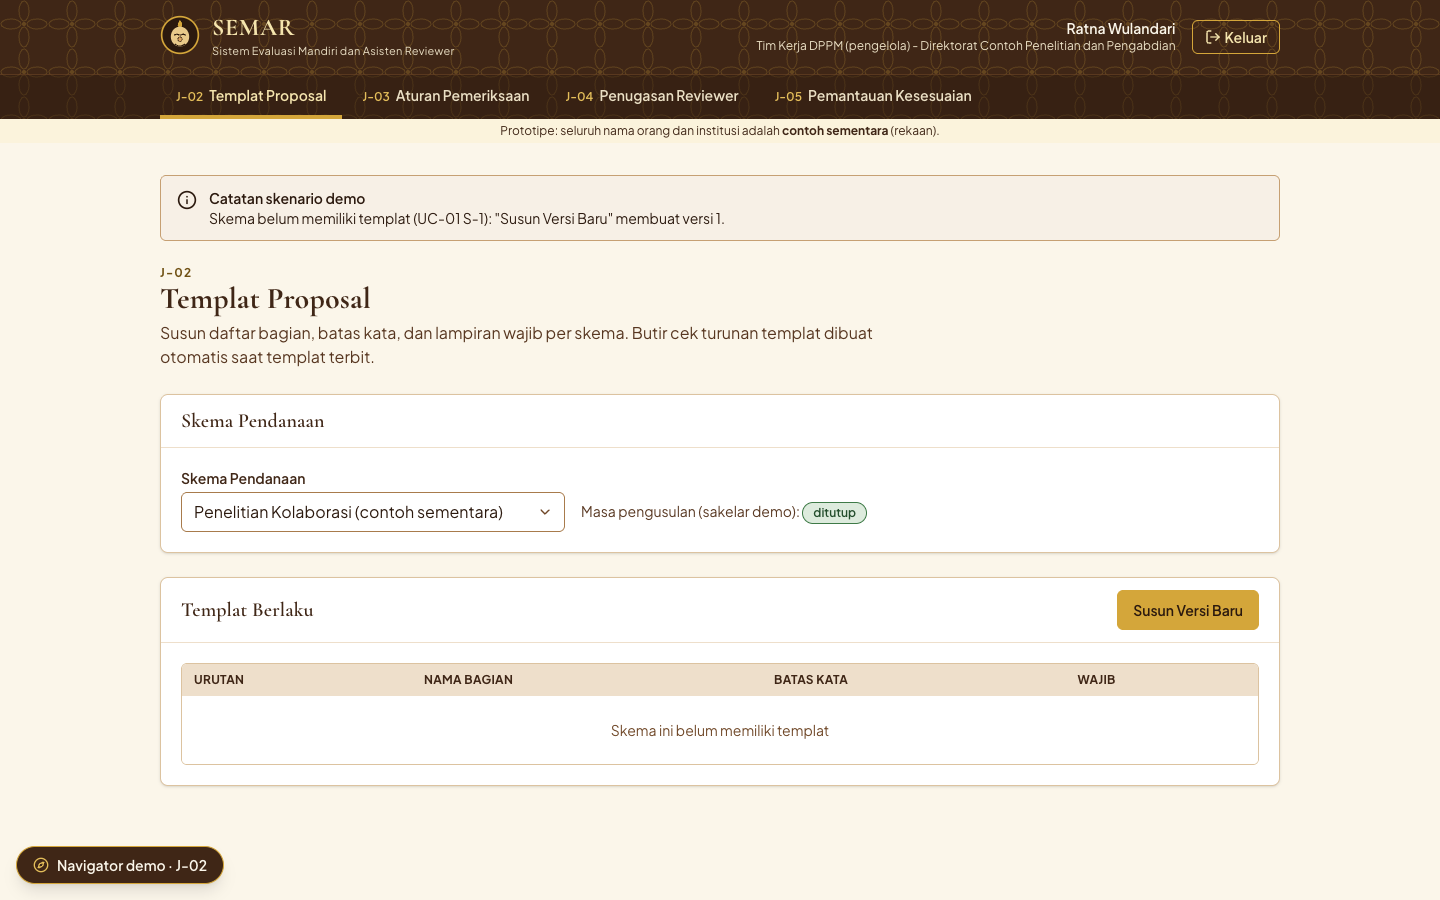 SEMAR
Sistem Evaluasi Mandiri dan Asisten Reviewer
Ratna Wulandari
Tim Kerja DPPM (pengelola) - Direktorat Contoh Penelitian dan Pengabdian
Keluar
J-02 Templat Proposal
J-03 Aturan Pemeriksaan
J-04 Penugasan Reviewer
J-05 Pemantauan Kesesuaian
Prototipe: seluruh nama orang dan institusi adalah contoh sementara (rekaan).
Catatan skenario demo
Skema belum memiliki templat (UC-01 S-1): "Susun Versi Baru" membuat versi 1.
J-02
Templat Proposal
Susun daftar bagian, batas kata, dan lampiran wajib per skema. Butir cek turunan templat dibuat
otomatis saat templat terbit.
Skema Pendanaan
Skema Pendanaan
Penelitian Kolaborasi (contoh sementara)
Masa pengusulan (sakelar demo): ditutup
Templat Berlaku
Susun Versi Baru
URUTAN NAMA BAGIAN BATAS KATA WAJIB
Skema ini belum memiliki templat
Navigator demo · J-02